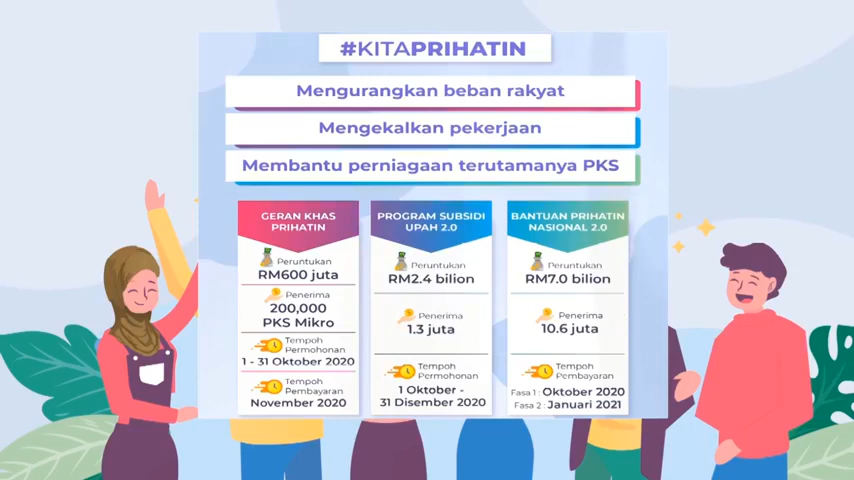 #KITAPRIHATIN
Mengurangkan beban rakyat
Mengekalkan pekerjaan
Membantu perniagaan terutamanya PKS
GERAN KHAS
PRIHATIN
Peruntukan
RM600 juta
Penerima
200,000
PKS Mikro
Tempoh
Permohonan
1 - 31 Oktober 2020
Tempoh
Pembayaran
November 2020
PROGRAM SUBSIDI
UPAH 2.0
Peruntukan
RM2.4 bilion
Penerima
1.3 juta
Tempoh
Permohonan
1 Oktober -
31 Disember 2020
BANTUAN PRIHATIN
NASIONAL 2.0
Peruntukan
RM7.0 bilion
Penerima
10.6 juta
Tempoh
Pembayaran
Fasa 1 : Oktober 2020
Fasa 2 : Januari 2021